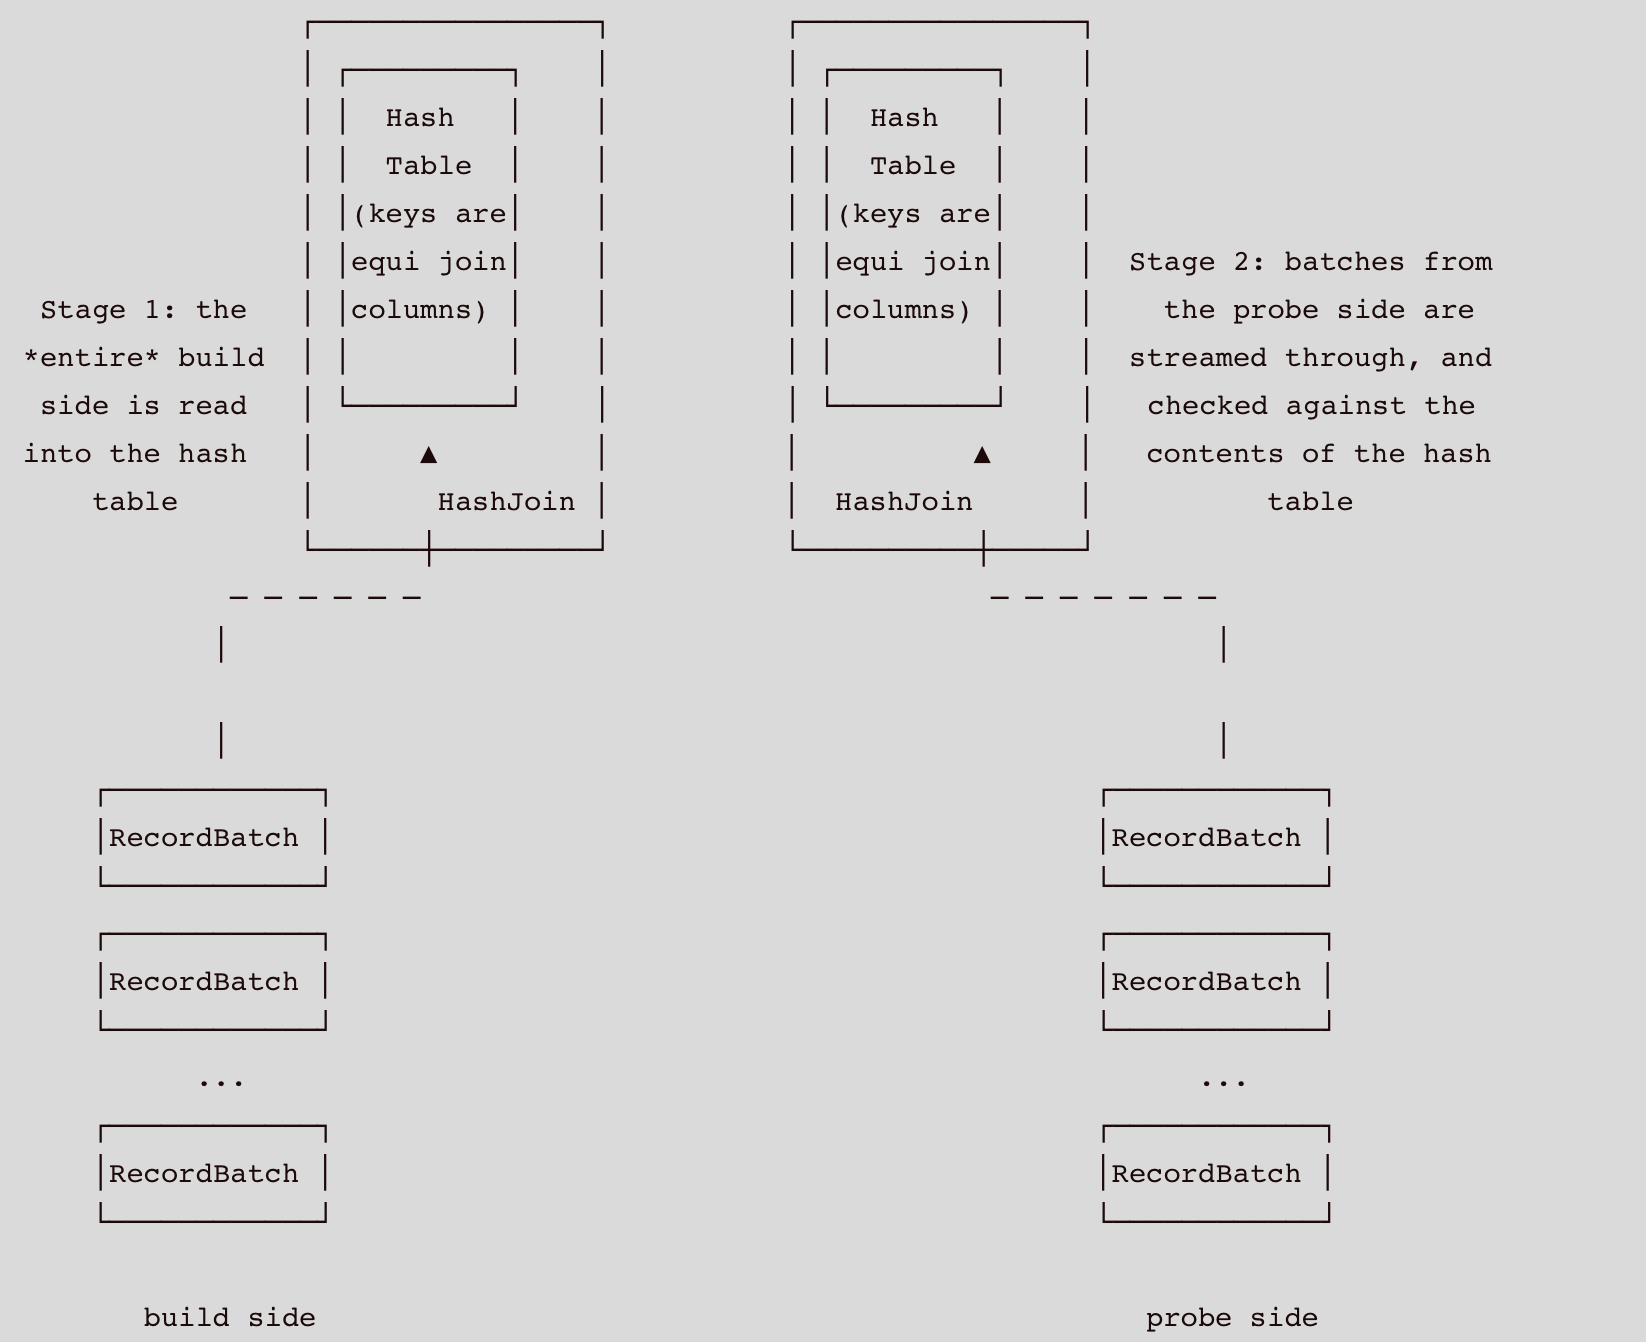 Hash
Table
(keys are
equi join
columns)
HashJoin
Stage 1: the
*entire* build
side is read
into the hash
table
Hash
Table
(keys are
equi join
columns)
HashJoin
Stage 2: batches from
the probe side are
streamed through, and
checked against the
contents of the hash
table
RecordBatch
RecordBatch
...
RecordBatch
build side
RecordBatch
RecordBatch
...
RecordBatch
probe side